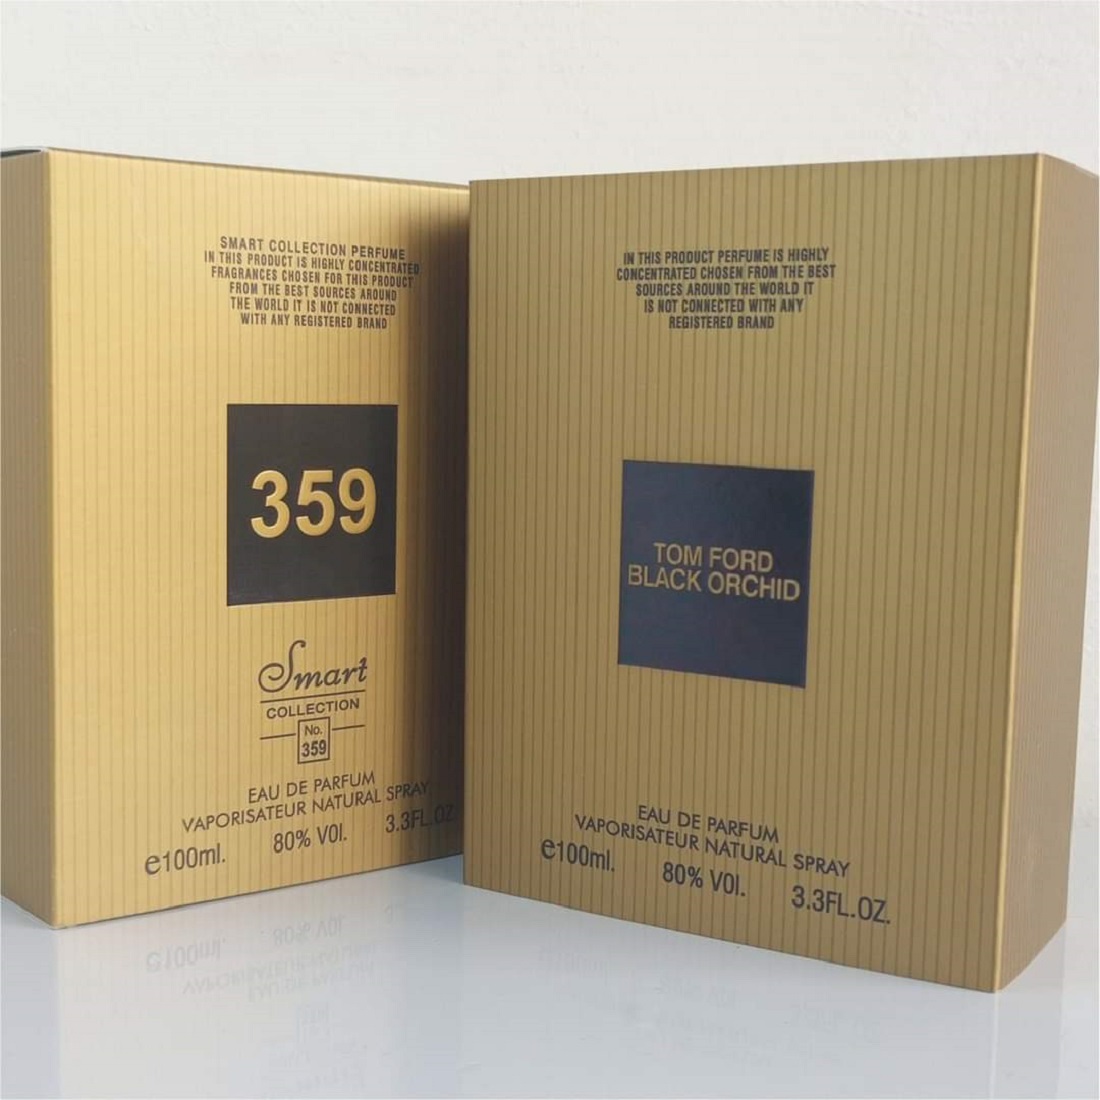 SMART COLLECTION PERFUME
IN THIS PRODUCT IS HIGHLY CONCENTRATED
FRAGRANCES CHOSEN FOR THIS PRODUCT
FROM THE BEST SOURCES AROUND
THE WORLD IT IS NOT CONNECTED
WITH ANY REGISTERED BRAND
359
Smart
COLLECTION
No.
359
EAU DE PARFUM
VAPORISATEUR NATURAL SPRAY
e100ml. 80% VOl. 3.3FL.OZ
IN THIS PRODUCT PERFUME IS HIGHLY
CONCENTRATED CHOSEN FROM THE BEST
SOURCES AROUND THE WORLD IT
IS NOT CONNECTED WITH ANY
REGISTERED BRAND
TOM FORD
BLACK ORCHID
EAU DE PARFUM
VAPORISATEUR NATURAL SPRAY
e100ml. 80% VOl. 3.3FL.OZ.